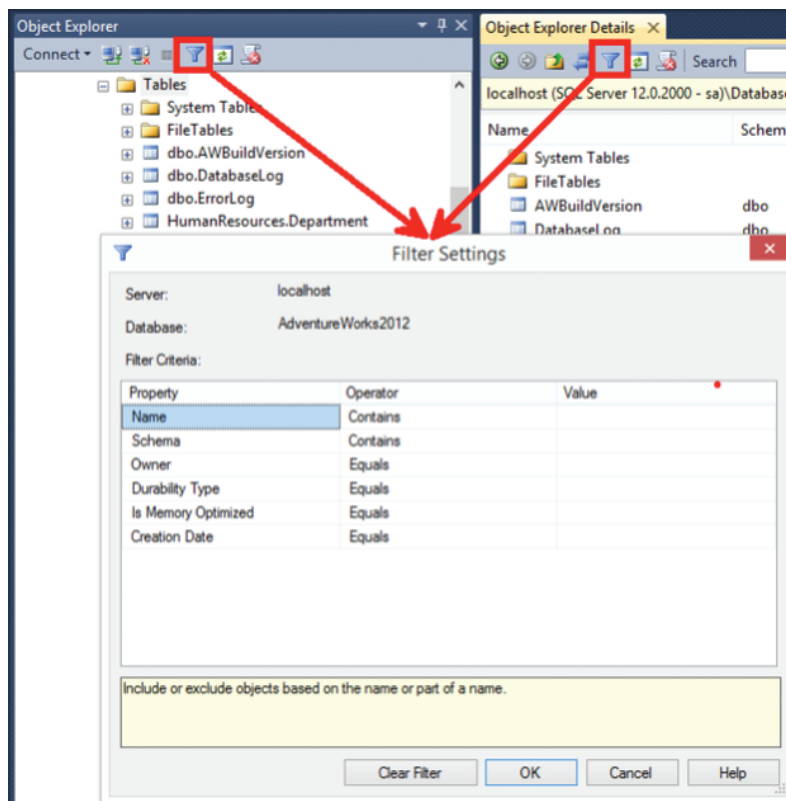 Object Explorer
Connect
Tables
System Tables
FileTables
dbo.AWBuildVersion
dbo.DatabaseLog
dbo.ErrorLog
HumanResources.Department
Object Explorer Details
Search
localhost (SQL Server 12.0.2000 - sa)\Database
Name Schem
System Tables
FileTables
AWBuildVersion dbo
DatabaseLog dbo
Filter Settings
Server: localhost
Database: AdventureWorks2012
Filter Criteria:
Property Operator Value
Name Contains
Schema Contains
Owner Equals
Durability Type Equals
Is Memory Optimized Equals
Creation Date Equals
Include or exclude objects based on the name or part of a name.
Clear Filter OK Cancel Help